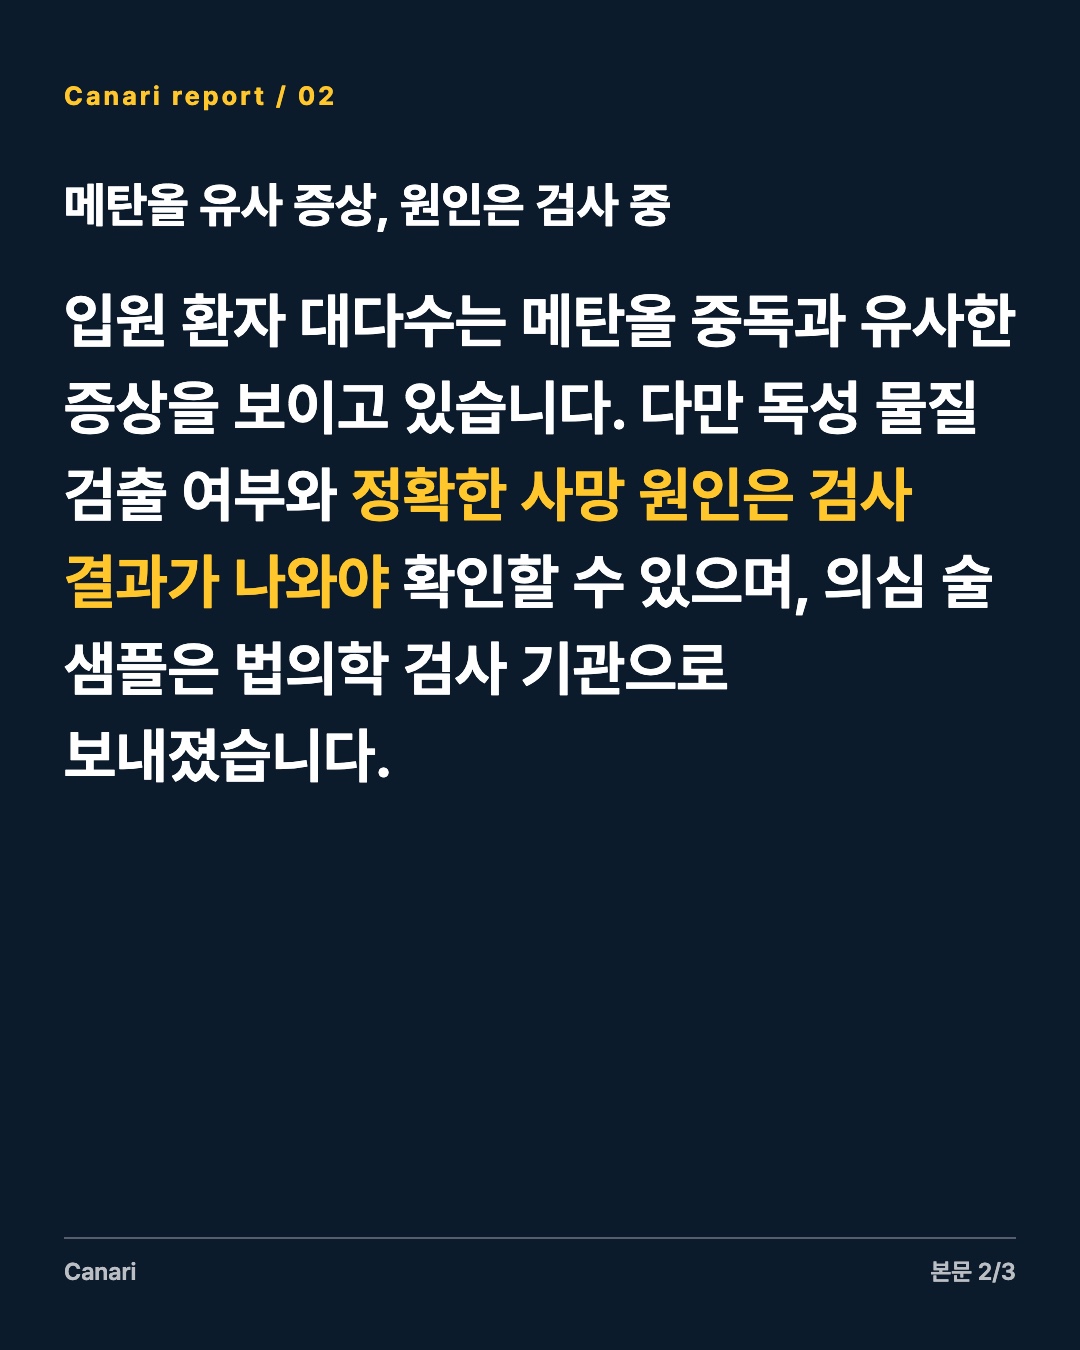 Canari report / 02
메탄올 유사 증상, 원인은 검사 중
입원 환자 대다수는 메탄올 중독과 유사한
증상을 보이고 있습니다. 다만 독성 물질
검출 여부와 정확한 사망 원인은 검사
결과가 나와야 확인할 수 있으며, 의심 술
샘플은 법의학 검사 기관으로
보내졌습니다.
Canari
본문 2/3